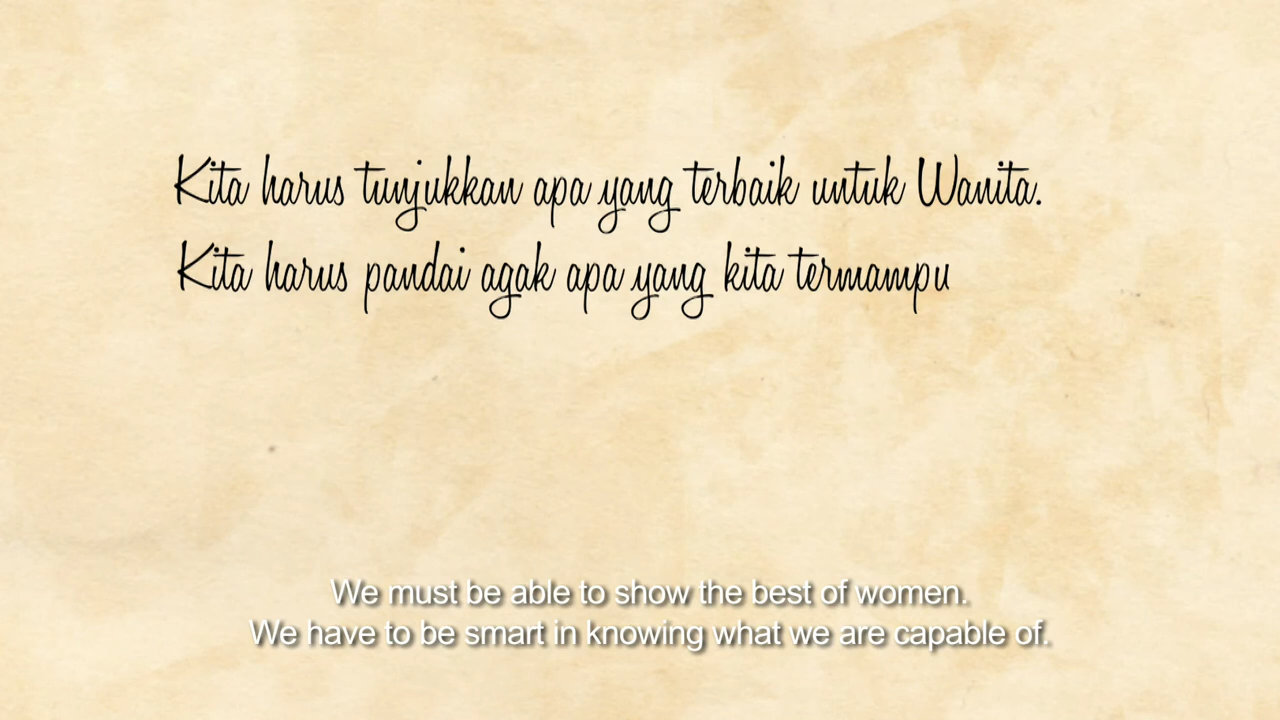 Kita harus tunjukkan apa yang terbaik untuk Wanita.
Kita harus pandai agak apa yang kita termampu
We must be able to show the best of women.
We have to be smart in knowing what we are capable of.